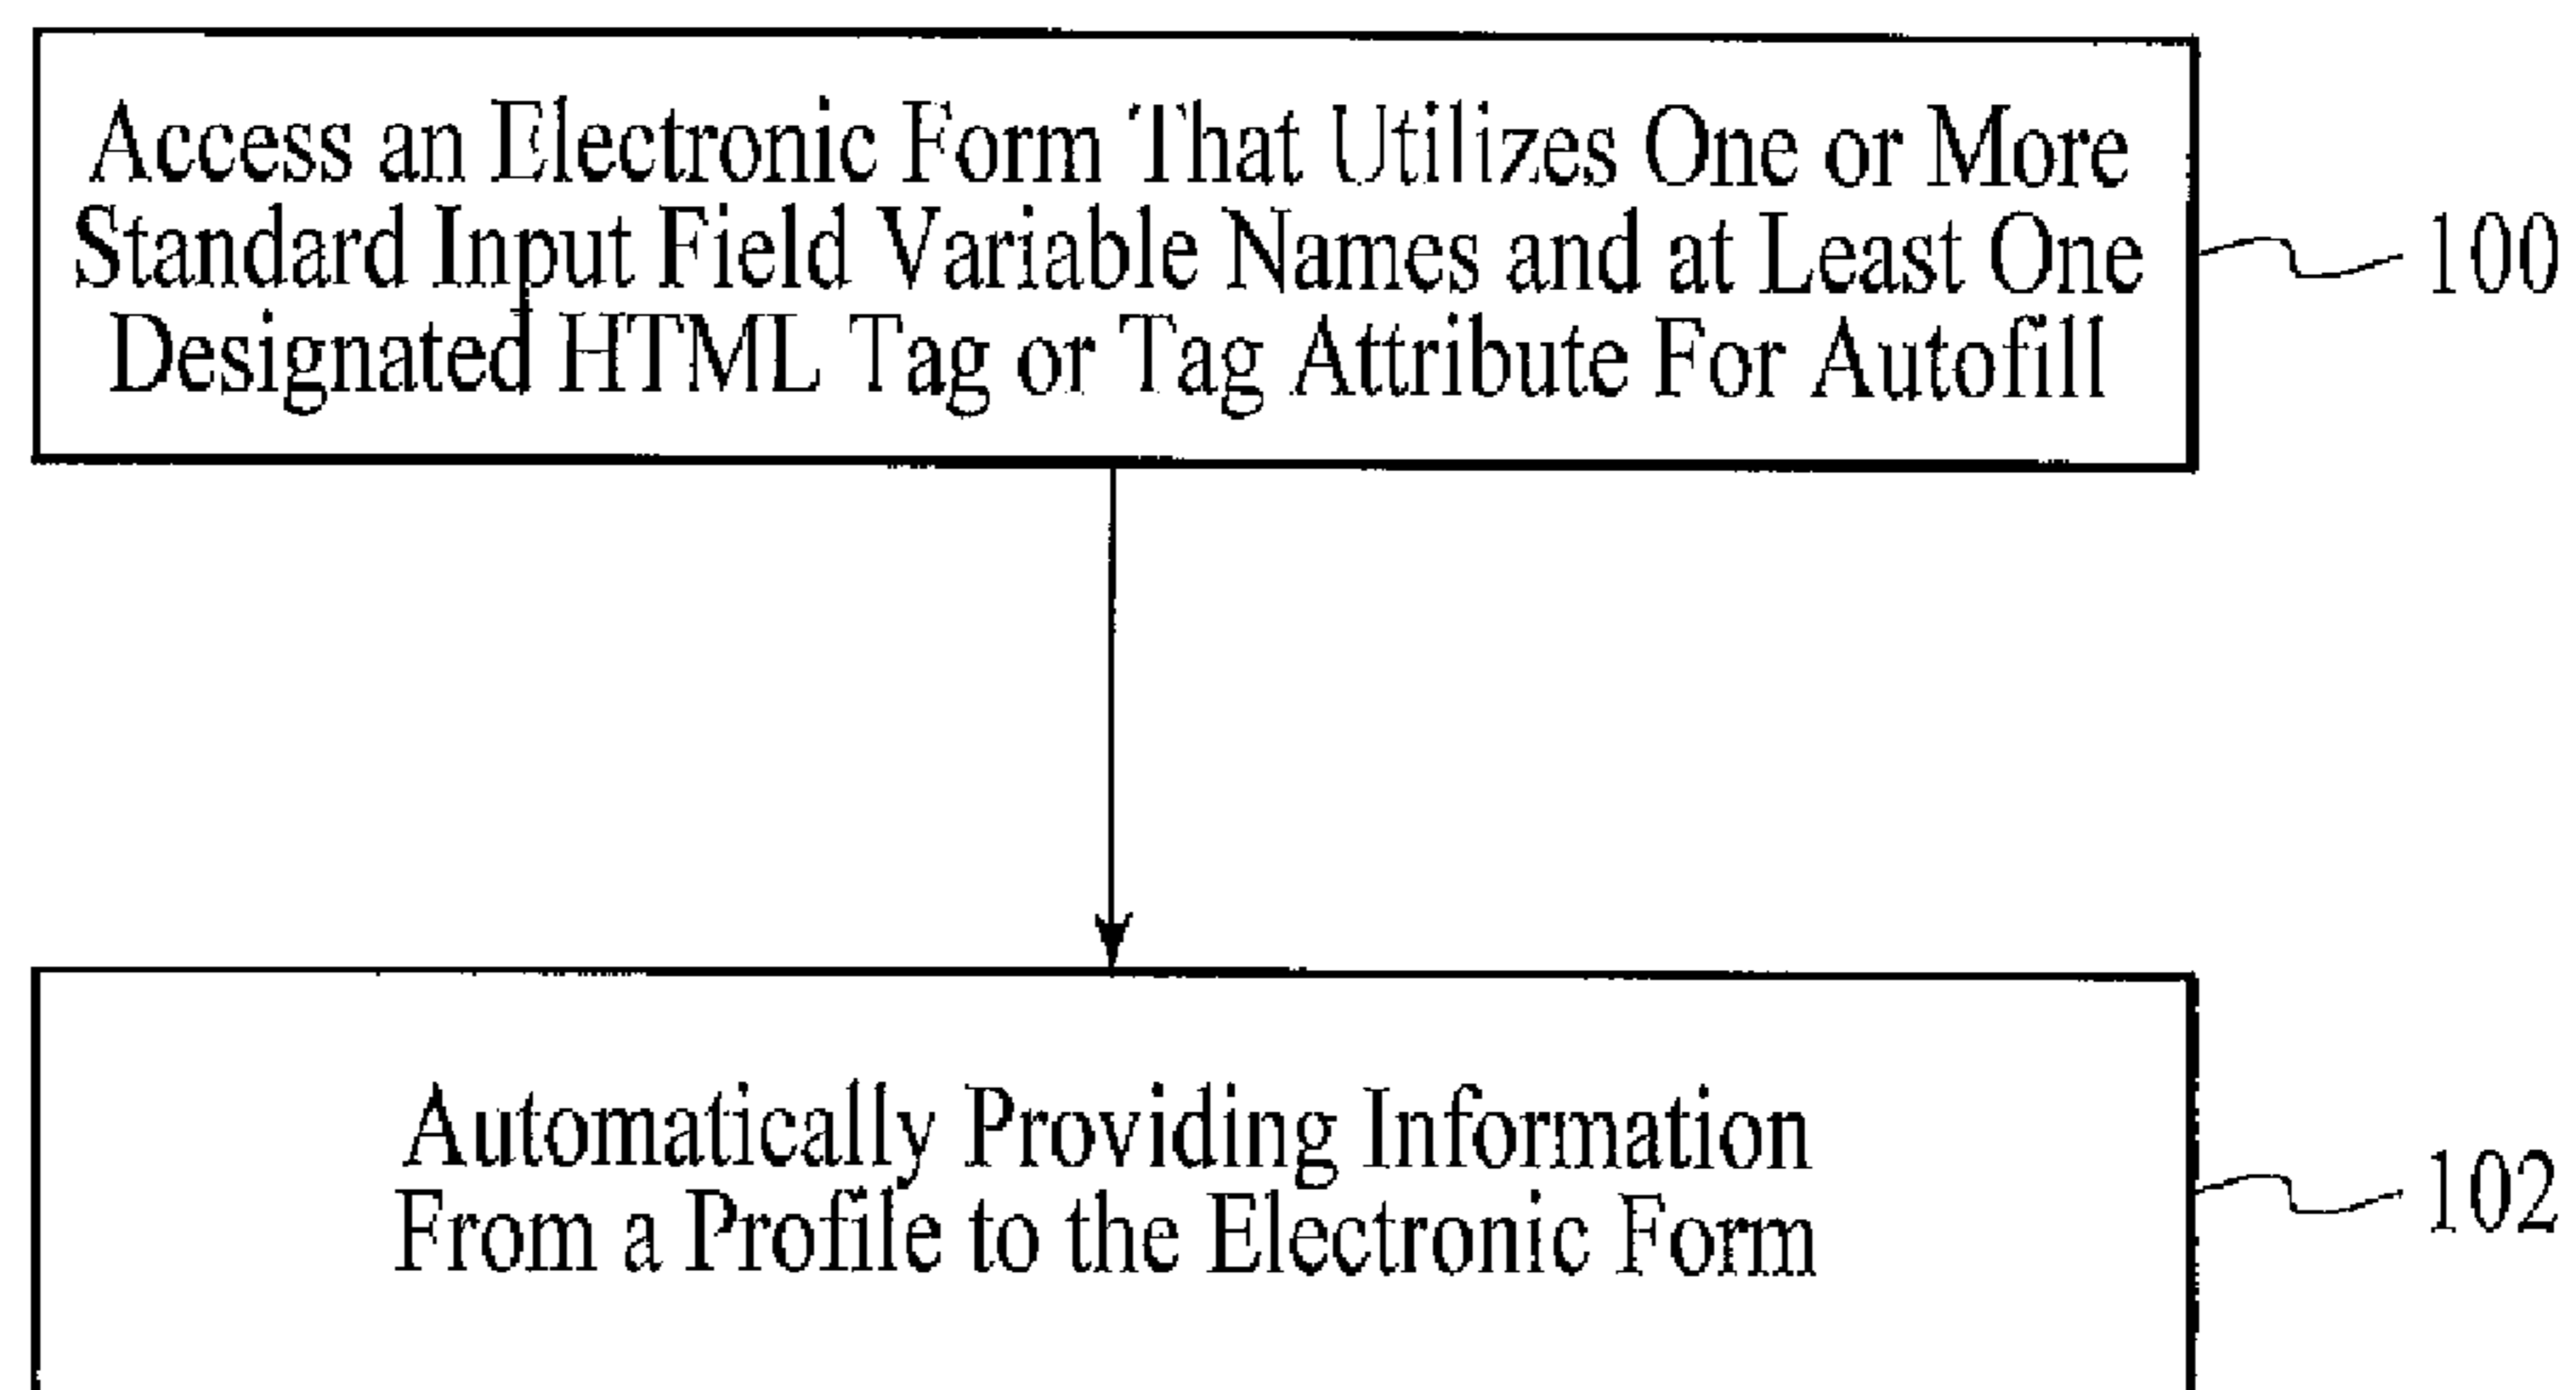 Access an Electronic Form That Utilizes One or More
Standard Input Field Variable Names and at Least One
Designated HTML Tag or Tag Attribute For Autofill
100
Automatically Providing Information
From a Profile to the Electronic Form
102